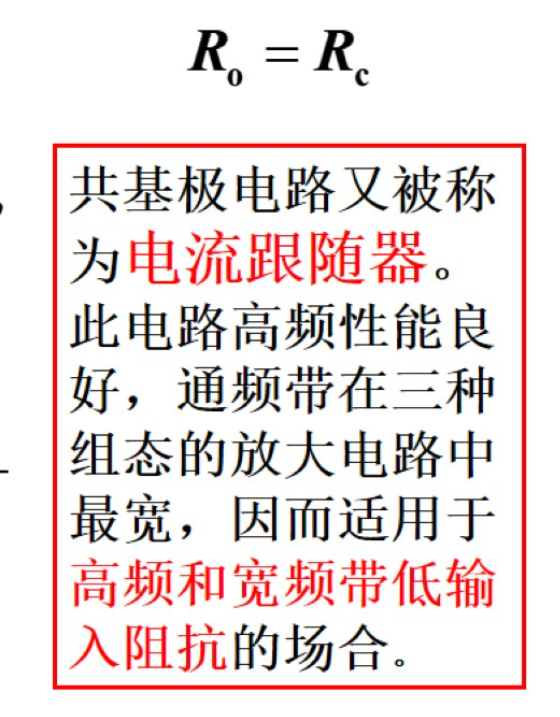 Ro = Rc
，
共基极电路又被称
为电流跟随器。
此电路高频性能良
好，通频带在三种
组态的放大电路中
最宽，因而适用于
高频和宽频带低输
入阻抗的场合。